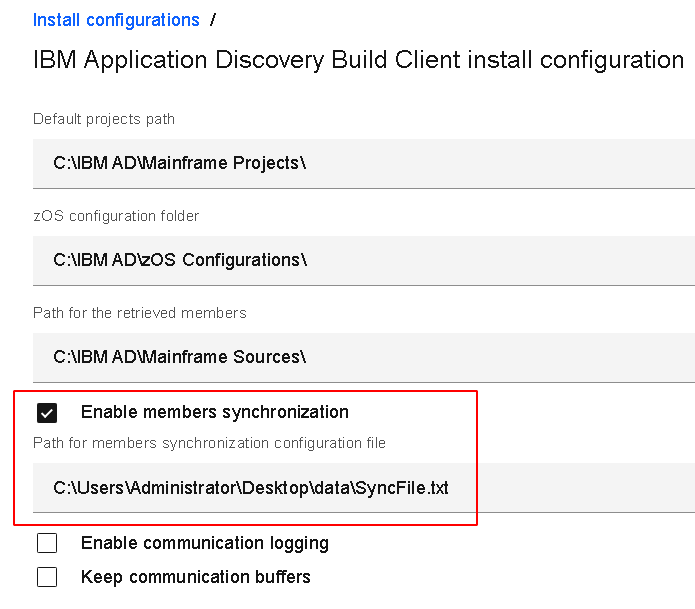 Install configurations /
IBM Application Discovery Build Client install configuration
Default projects path
C:\IBM AD\Mainframe Projects\
zOS configuration folder
C:\IBM AD\zOS Configurations\
Path for the retrieved members
C:\IBM AD\Mainframe Sources\
Enable members synchronization
Path for members synchronization configuration file
C:\Users\Administrator\Desktop\data\SyncFile.txt
Enable communication logging
Keep communication buffers